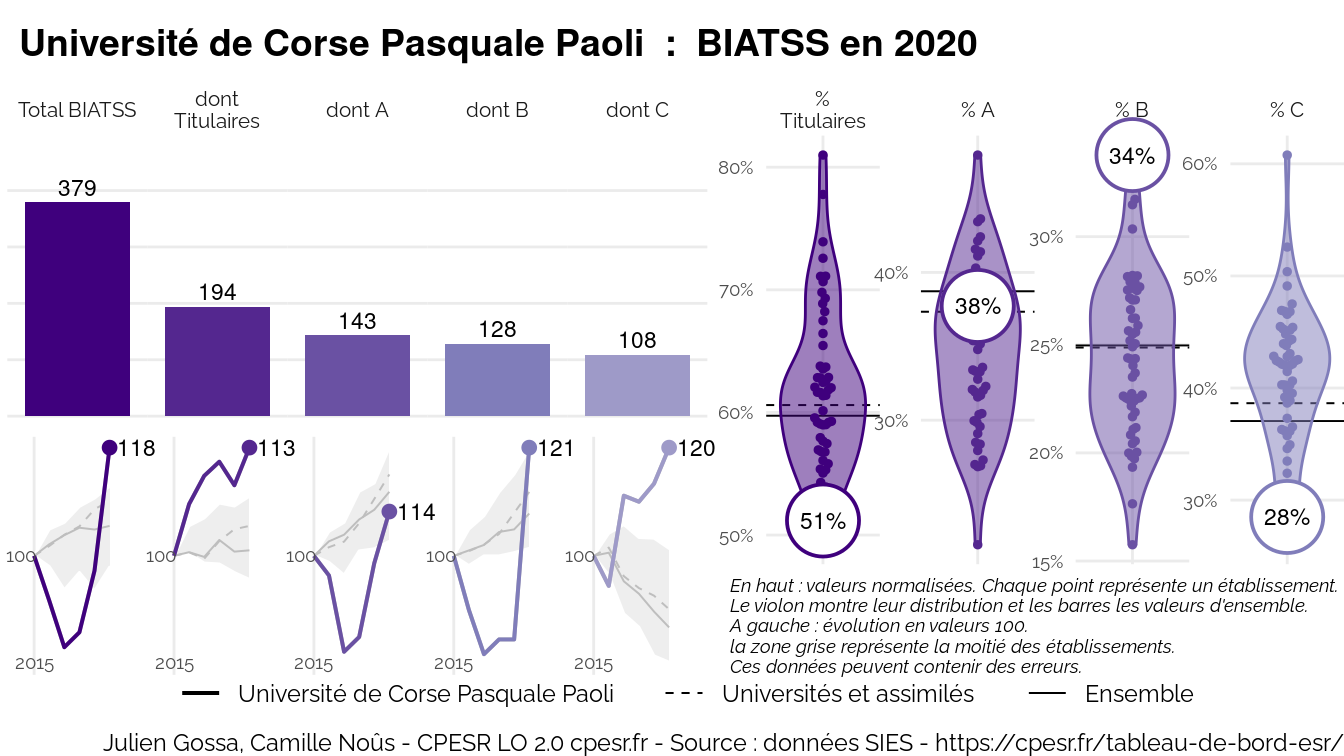 Université de Corse Pasquale Paoli : BIATSS en 2020
Total BIATSS
dont
Titulaires
dont A
dont B
dont C
379
194
143
128
108
118
100
2015
113
100
2015
114
100
2015
121
100
2015
120
100
2015
%
Titulaires
80%
70%
60%
50%
51%
% A
40%
30%
38%
% B
34%
30%
25%
20%
15%
% C
60%
50%
40%
30%
28%
En haut : valeurs normalisées. Chaque point représente un établissement.
Le violon montre leur distribution et les barres les valeurs d'ensemble.
A gauche : évolution en valeurs 100.
la zone grise représente la moitié des établissements.
Ces données peuvent contenir des erreurs.
Université de Corse Pasquale Paoli
Universités et assimilés
Ensemble
Julien Gossa, Camille Noûs - CPESR LO 2.0 cpesr.fr - Source : données SIES - https://cpesr.fr/tableau-de-bord-esr/